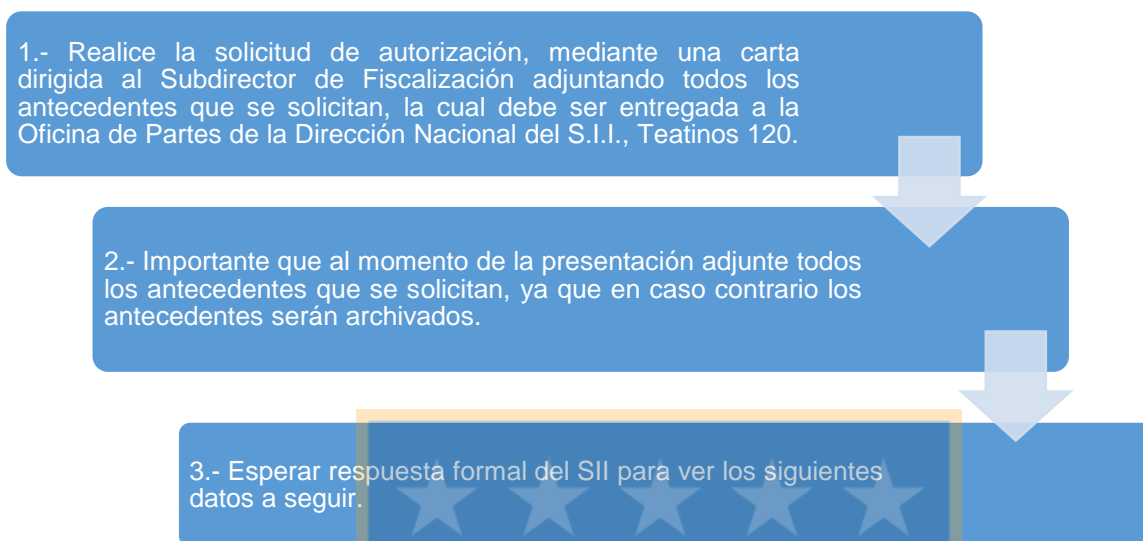 1.- Realice la solicitud de autorización, mediante una carta
dirigida al Subdirector de Fiscalización adjuntando todos los
antecedentes que se solicitan, la cual debe ser entregada a la
Oficina de Partes de la Dirección Nacional del S.I.I., Teatinos 120.
2.- Importante que al momento de la presentación adjunte todos
los antecedentes que se solicitan, ya que en caso contrario los
antecedentes serán archivados.
3.- Esperar respuesta formal del SII para ver los siguientes
datos a seguir.